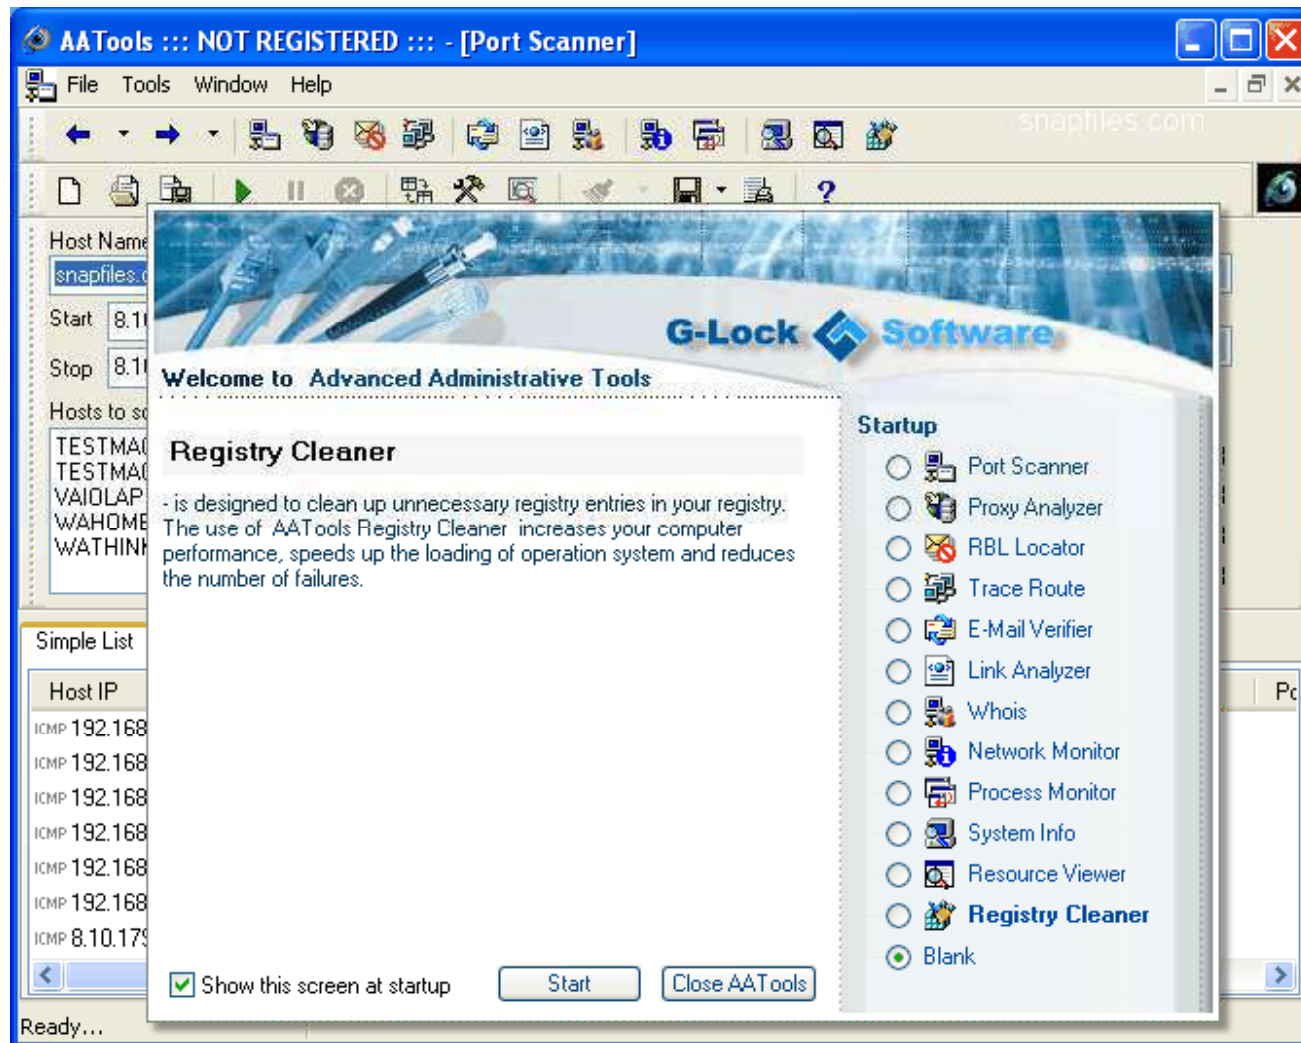 AATools ::: NOT REGISTERED ::: - [Port Scanner]
File Tools Window Help
snapfiles.com
?
Host Name
snapfiles.
Start 8.10
Stop 8.10
Hosts to
TESTMA
TESTMA
VAIOLAP
WAHOME
WATHINK
G-Lock Software
Welcome to Advanced Administrative Tools
Registry Cleaner
- is designed to clean up unnecessary registry entries in your registry.
The use of AATools Registry Cleaner increases your computer
performance, speeds up the loading of operation system and reduces
the number of failures.
Startup
Port Scanner
Proxy Analyzer
RBL Locator
Trace Route
E-Mail Verifier
Link Analyzer
Whois
Network Monitor
Process Monitor
System Info
Resource Viewer
Registry Cleaner
Blank
Show this screen at startup
Start
Close AATools
Simple List
Host IP
ICMP 192.168
ICMP 192.168
ICMP 192.168
ICMP 192.168
ICMP 192.168
ICMP 192.168
ICMP 8.10.179
Ready...